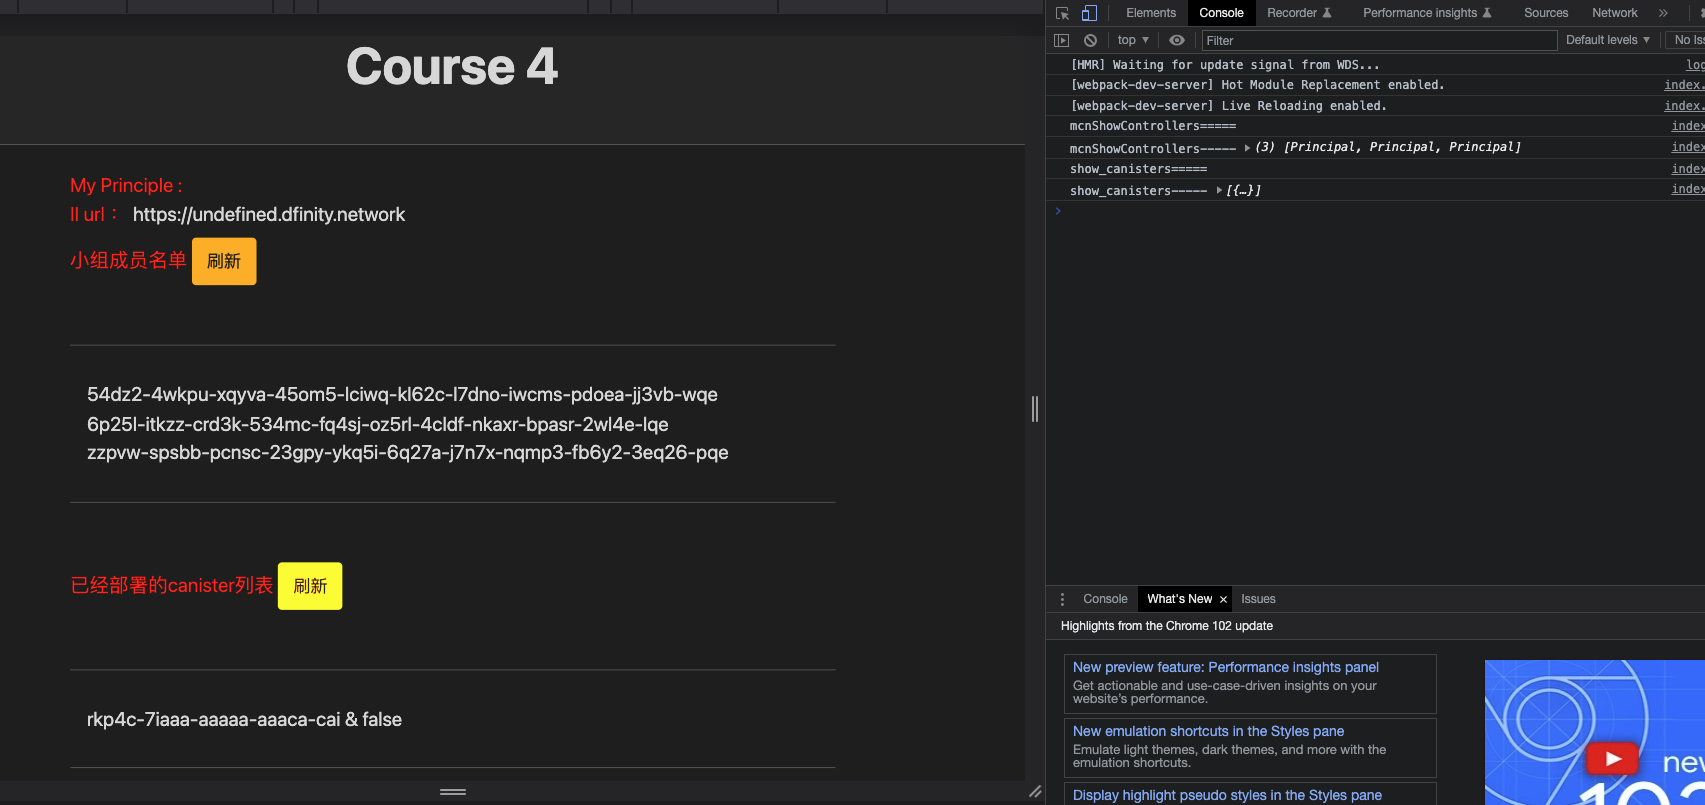 Course 4
My Principle :
II url： https://undefined.dfinity.network
小组成员名单 刷新
54dz2-4wkpu-xqyva-45om5-lciwq-kl62c-l7dno-iwcms-pdoea-jj3vb-wqe
6p25l-itkzz-crd3k-534mc-fq4sj-oz5rl-4cldf-nkaxr-bpasr-2wl4e-lqe
zzpvw-spsbb-pcnsc-23gpy-ykq5i-6q27a-j7n7x-nqmp3-fb6y2-3eq26-pqe
已经部署的canister列表 刷新
rkp4c-7iaaa-aaaaa-aaaca-cai & false
Elements Console Recorder Performance insights Sources Network »
top ▼ Filter Default levels ▼ No Iss
[HMR] Waiting for update signal from WDS... log
[webpack-dev-server] Hot Module Replacement enabled. index.
[webpack-dev-server] Live Reloading enabled. index.
mcnShowControllers===== index
mcnShowControllers----- ▶(3) [Principal, Principal, Principal] index
show_canisters===== index
show_canisters----- ▶[{…}] index
Console What's New × Issues
Highlights from the Chrome 102 update
New preview feature: Performance insights panel
Get actionable and use-case-driven insights on your
website's performance.
New emulation shortcuts in the Styles pane
Emulate light themes, dark themes, and more with the
emulation shortcuts.
Display highlight pseudo styles in the Styles pane
new
102